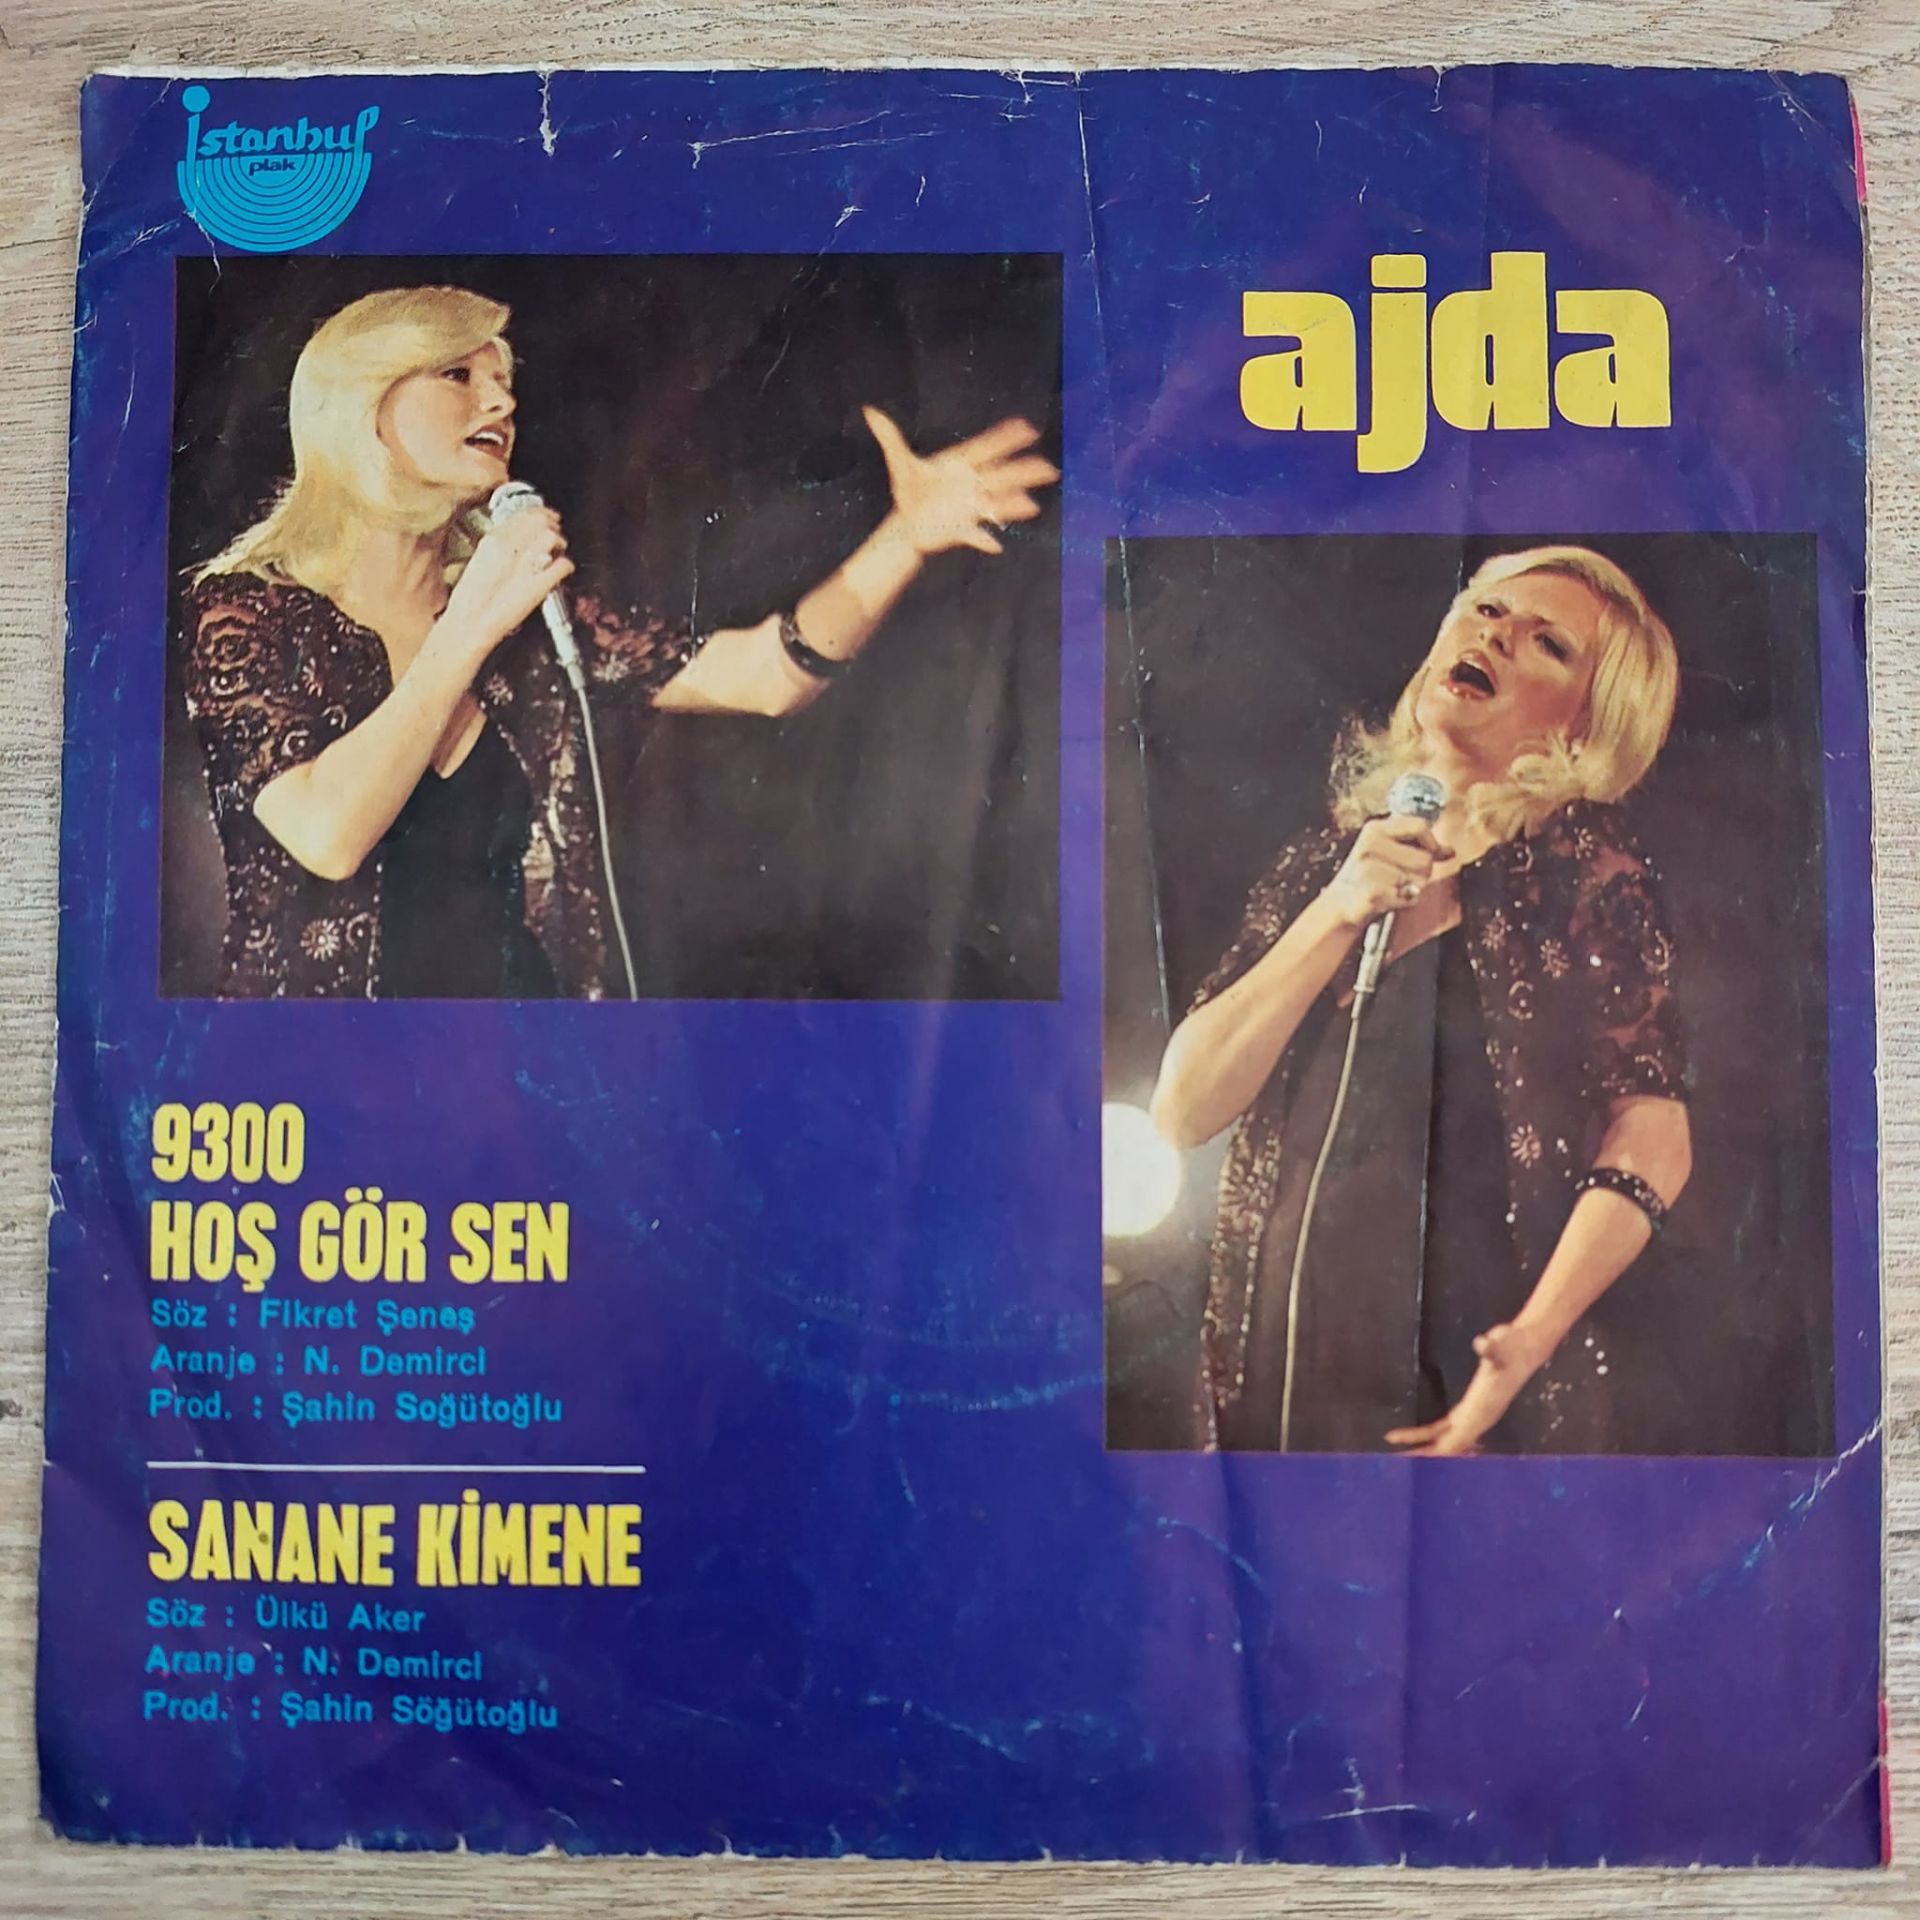 istanbul
plak
ajda
9300
HOŞ GÖR SEN
Söz : Fikret Şeneş
Aranje : N. Demirci
Prod. : Şahin Soğütoğlu
SANANE KİMENE
Söz : Ülkü Aker
Aranje : N. Demirci
Prod. : Şahin Söğütoğlu